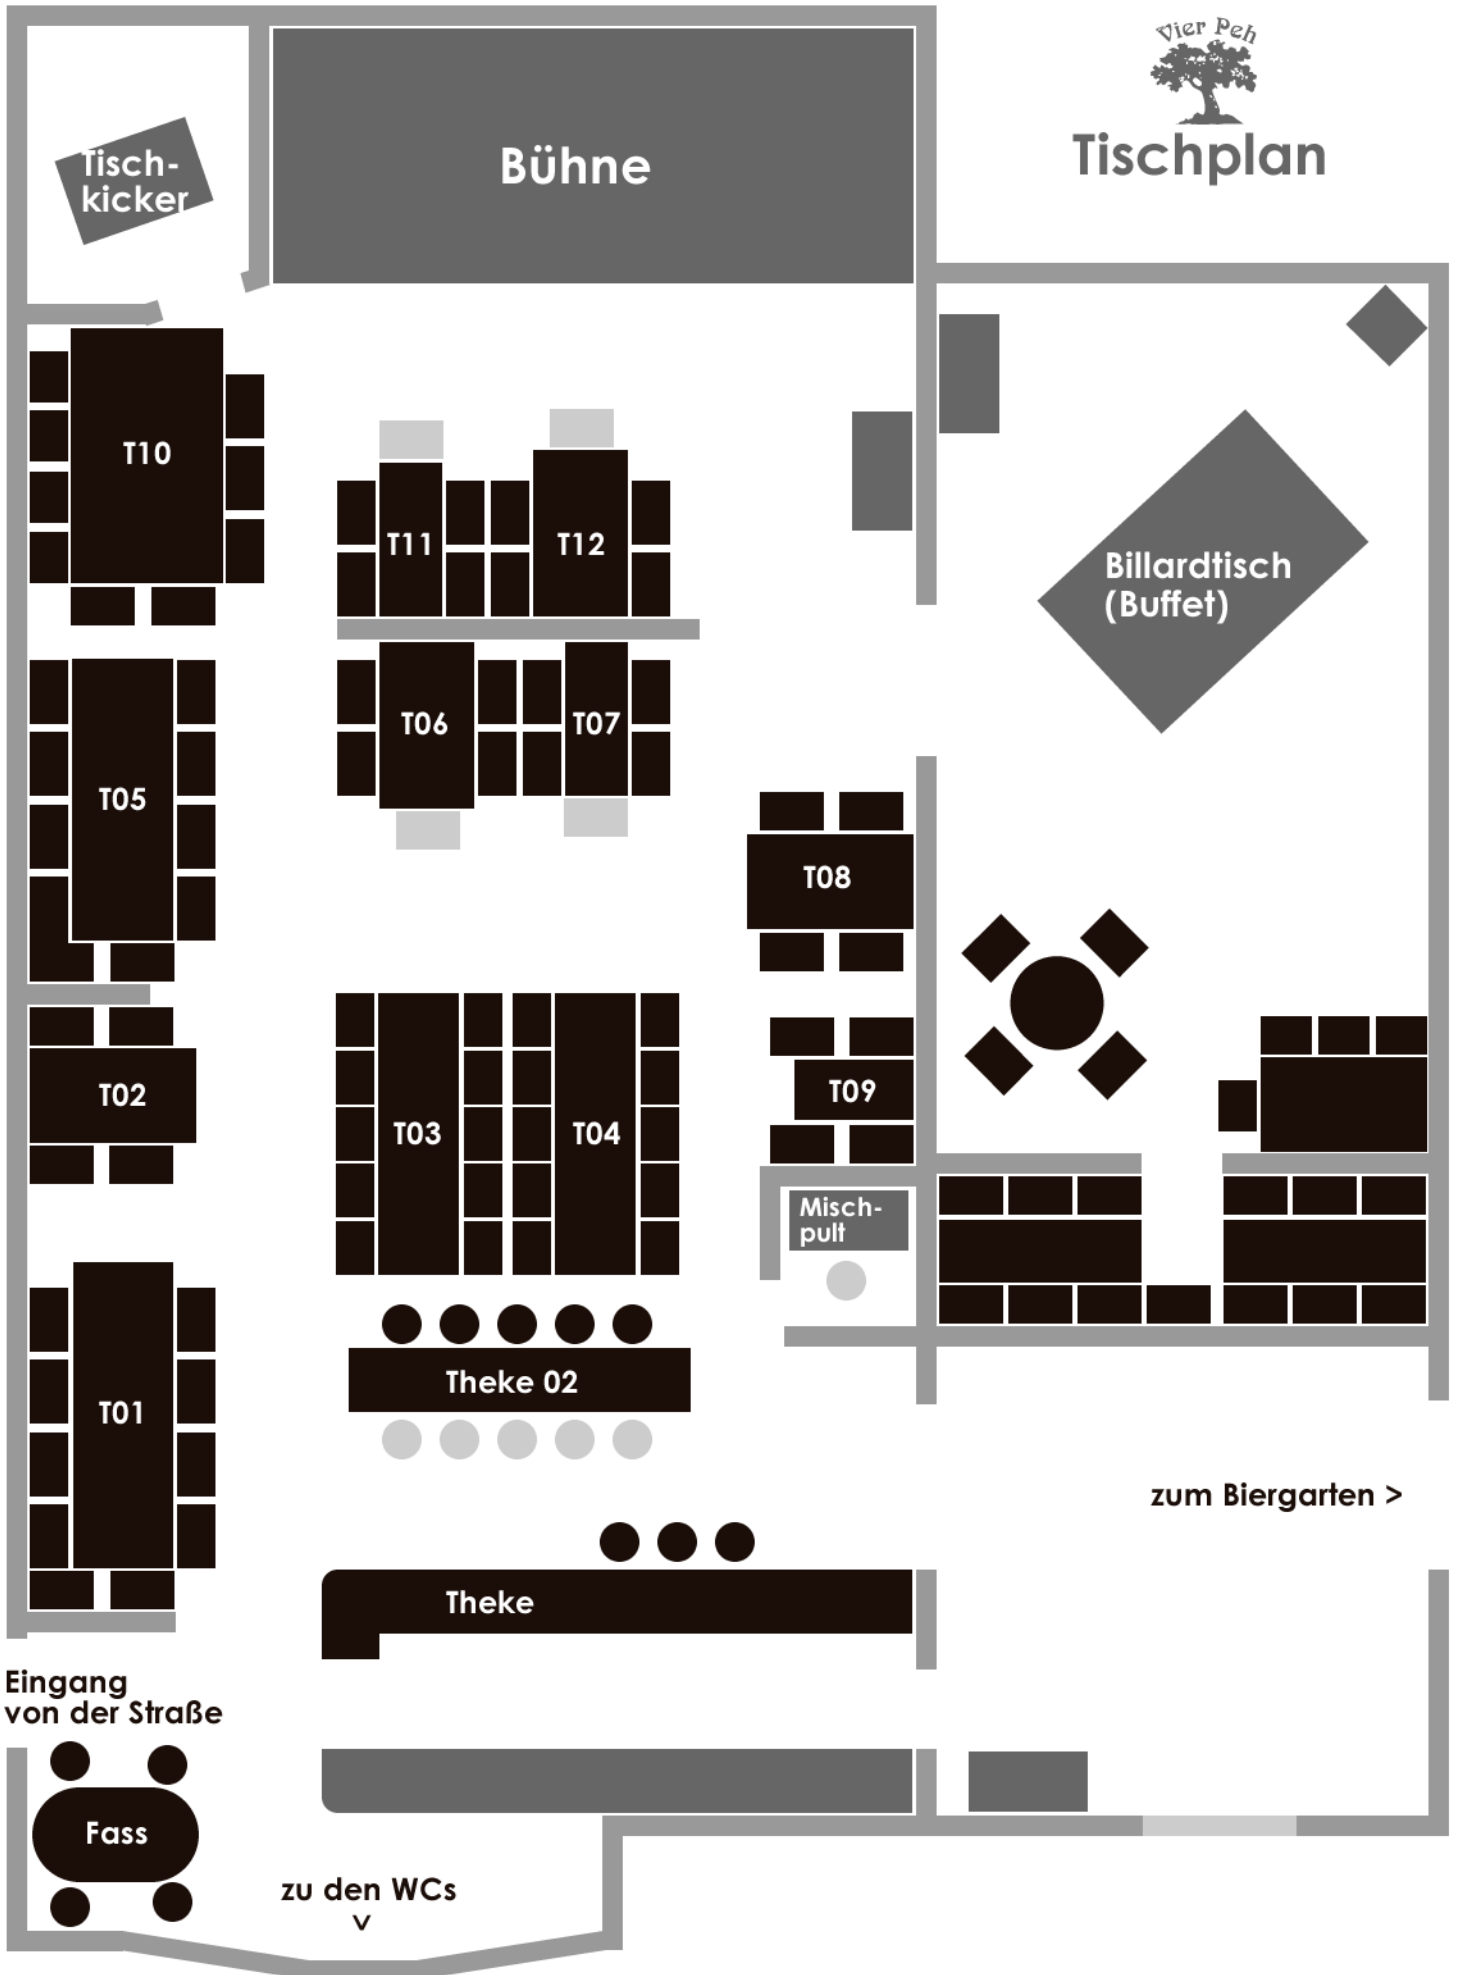 Vier Peh
Tischplan
Tisch-
kicker
Bühne
T10
T11
T12
Billardtisch
(Buffet)
T06
T07
T05
T08
T02
T09
T03
T04
Misch-
pult
Theke 02
T01
zum Biergarten >
Theke
Eingang
von der Straße
Fass
zu den WCs
>